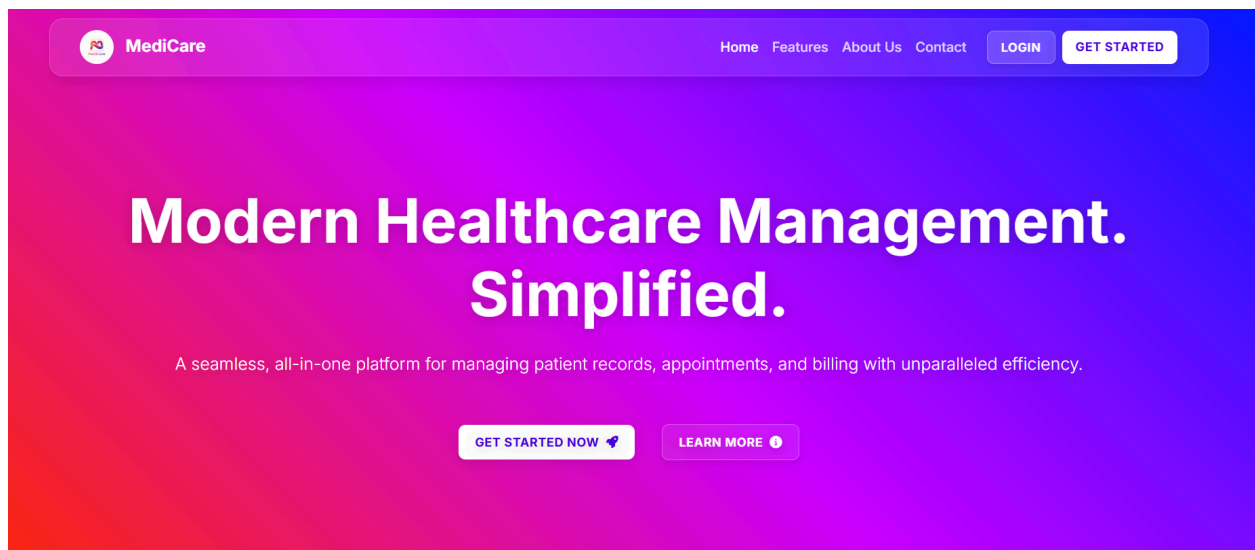 MediCare
Home Features About Us Contact LOGIN GET STARTED
Modern Healthcare Management.
Simplified.
A seamless, all-in-one platform for managing patient records, appointments, and billing with unparalleled efficiency.
GET STARTED NOW
LEARN MORE